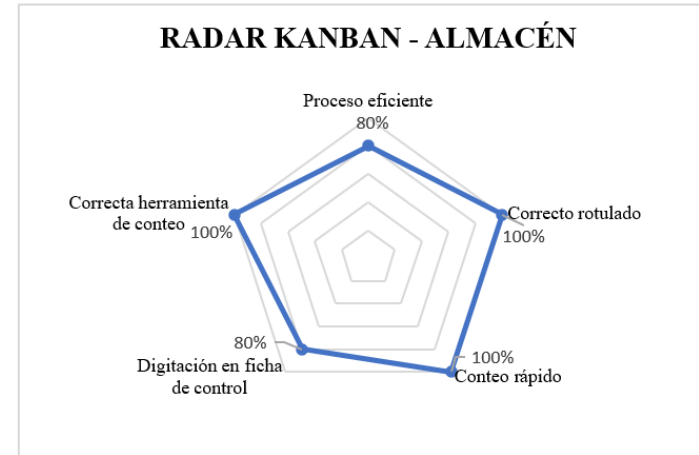 RADAR KANBAN - ALMACÉN
Proceso eficiente
80%
Correcto rotulado
100%
100%
Conteo rápido
80%
Digitación en ficha
de control
Correcta herramienta
de conteo
100%